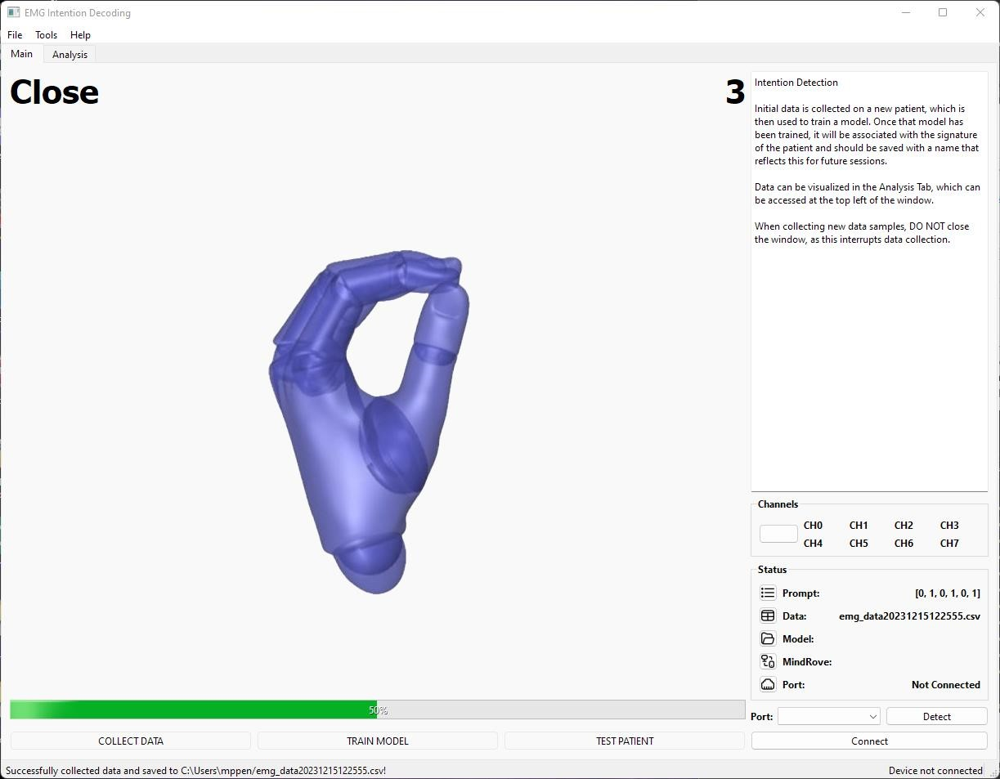 EMG Intention Decoding
File Tools Help
Main Analysis
Close
3
Intention Detection
Initial data is collected on a new patient, which is
then used to train a model. Once that model has
been trained, it will be associated with the signature
of the patient and should be saved with a name that
reflects this for future sessions.
Data can be visualized in the Analysis Tab, which can
be accessed at the top left of the window.
When collecting new data samples, DO NOT close
the window, as this interrupts data collection.
Channels
CH0 CH1 CH2 CH3
CH4 CH5 CH6 CH7
Status
Prompt: [0, 1, 0, 1, 0, 1]
Data: emg_data20231215122555.csv
Model:
MindRove:
Port: Not Connected
50%
Port: Detect
COLLECT DATA TRAIN MODEL TEST PATIENT Connect
Successfully collected data and saved to C:\Users\mppen/emg_data20231215122555.csv! Device not connected